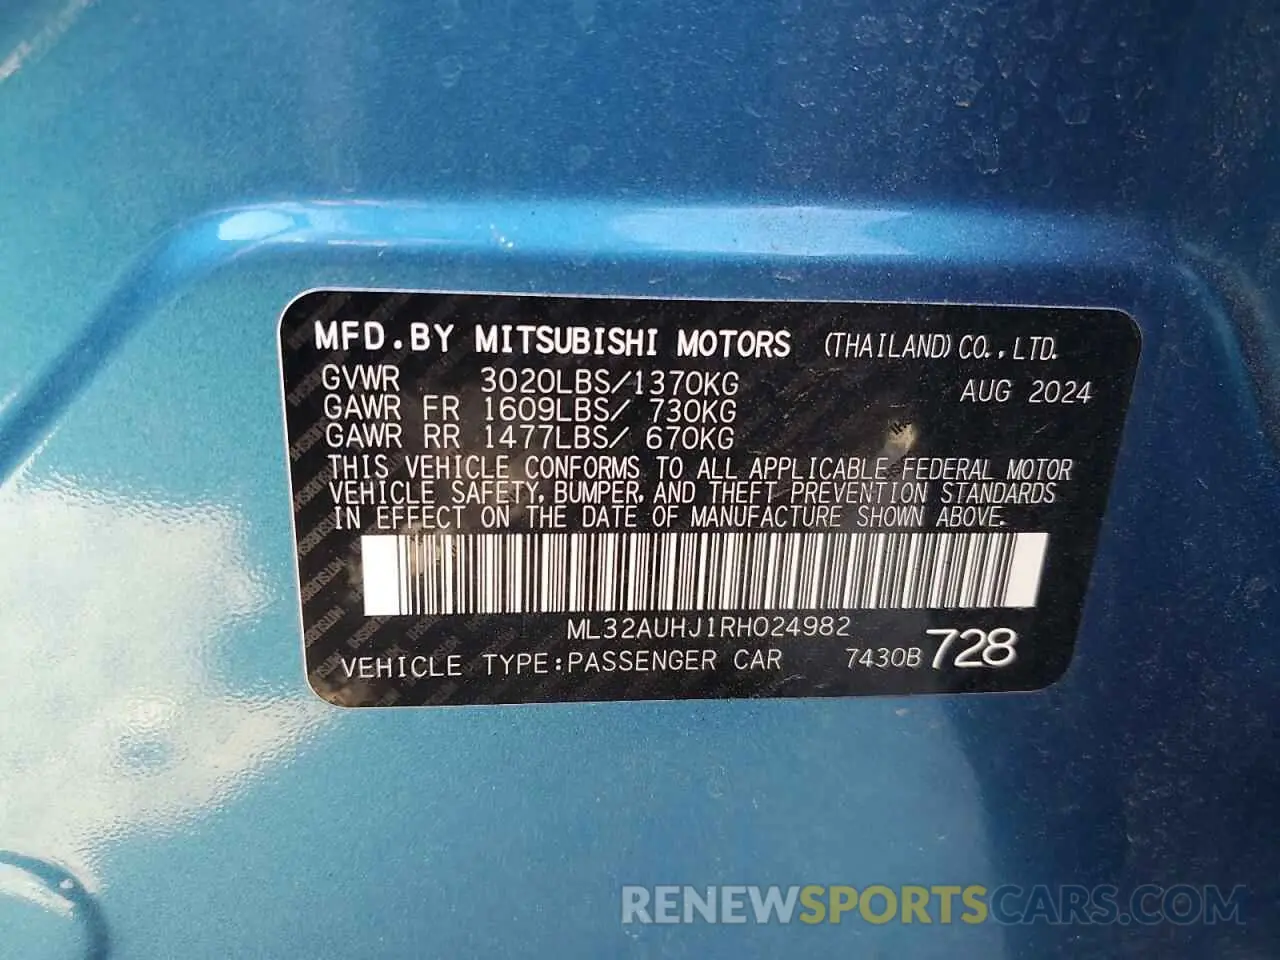 MFD.BY MITSUBISHI MOTORS (THAILAND) CO.,LTD.
GVWR 3020LBS/1370KG AUG 2024
GAWR FR 1609LBS/ 730KG
GAWR RR 1477LBS/ 670KG
THIS VEHICLE CONFORMS TO ALL APPLICABLE FEDERAL MOTOR
VEHICLE SAFETY, BUMPER, AND THEFT PREVENTION STANDARDS
IN EFFECT ON THE DATE OF MANUFACTURE SHOWN ABOVE.
ML32AUHJ1RH024982
VEHICLE TYPE:PASSENGER CAR 7430B 728
RENEWSPORTSCARS.COM